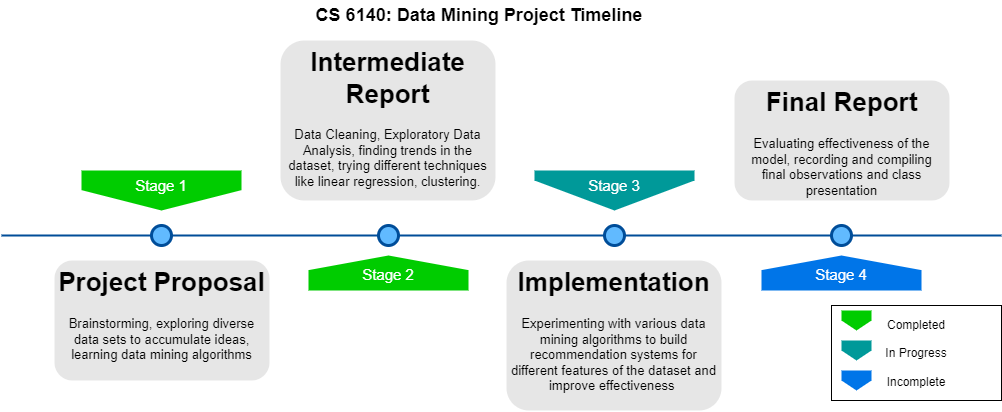 CS 6140: Data Mining Project Timeline
Intermediate
Report
Data Cleaning, Exploratory Data
Analysis, finding trends in the
dataset, trying different techniques
like linear regression, clustering.
Final Report
Evaluating effectiveness of the
model, recording and compiling
final observations and class
presentation
Stage 1
Stage 3
Project Proposal
Brainstorming, exploring diverse
data sets to accumulate ideas,
learning data mining algorithms
Stage 2
Implementation
Experimenting with various data
mining algorithms to build
recommendation systems for
different features of the dataset and
improve effectiveness
Stage 4
Completed
In Progress
Incomplete